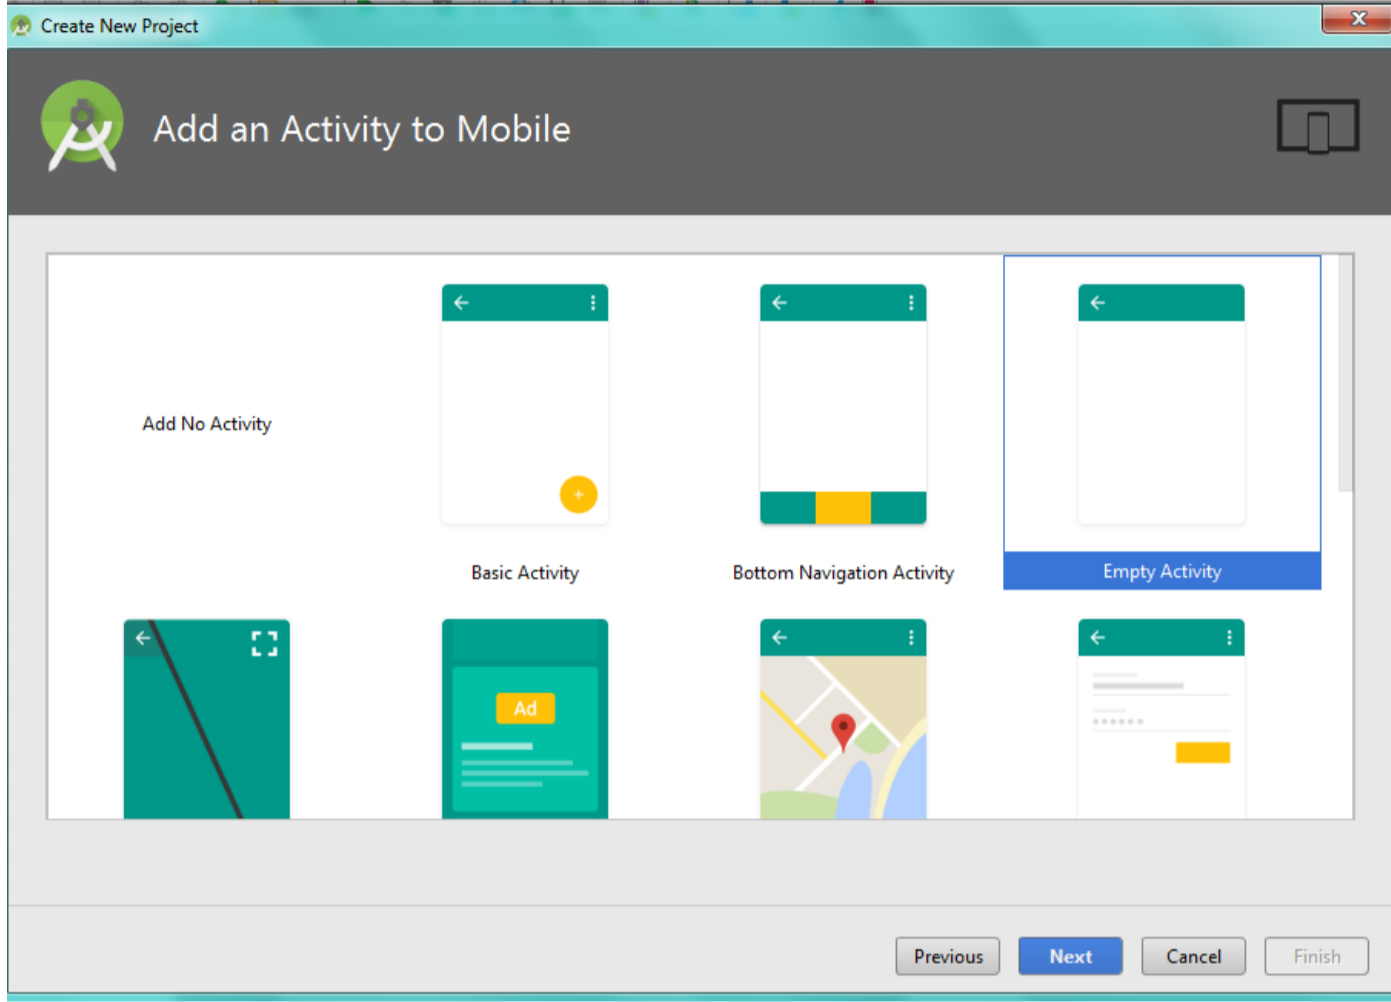 Create New Project
Add an Activity to Mobile
Add No Activity
Basic Activity
Bottom Navigation Activity
Empty Activity
Ad
Previous
Next
Cancel
Finish